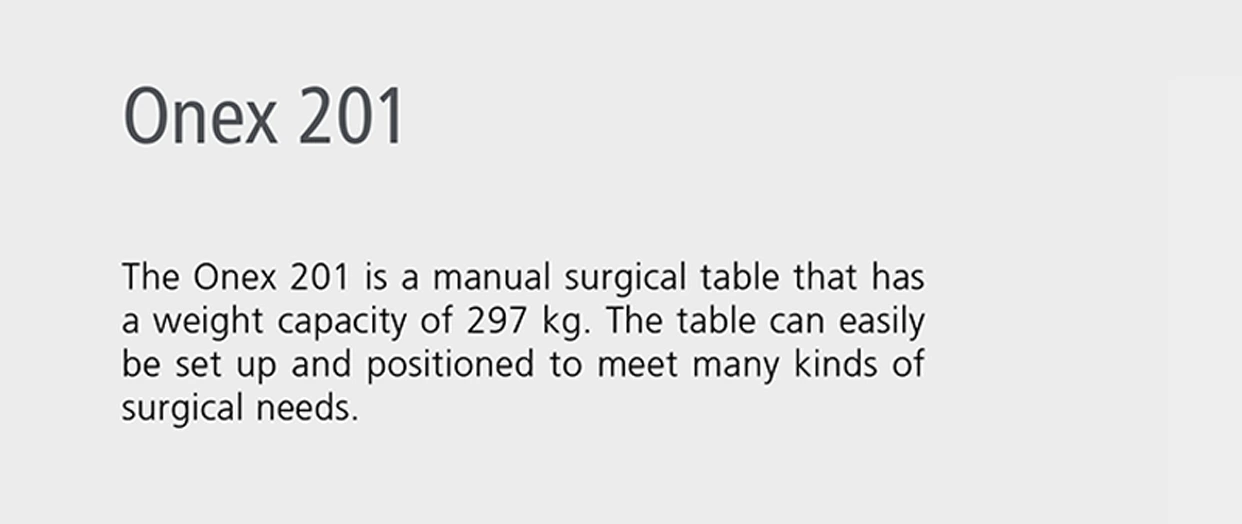 Onex 201
The Onex 201 is a manual surgical table that has
a weight capacity of 297 kg. The table can easily
be set up and positioned to meet many kinds of
surgical needs.